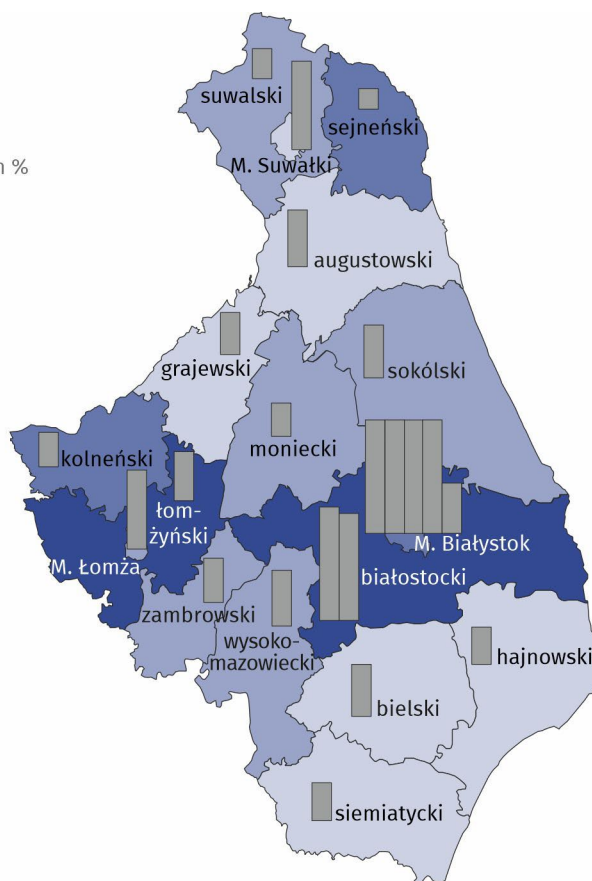 suwalski
sejneński
n %
M. Suwałki
augustowski
grajewski
sokólski
moniecki
kolneński
łom-
żyński
M. Białystok
M. Łomża
białostocki
zambrowski
wysoko-
mazowiecki
hajnowski
bielski
siemiatycki